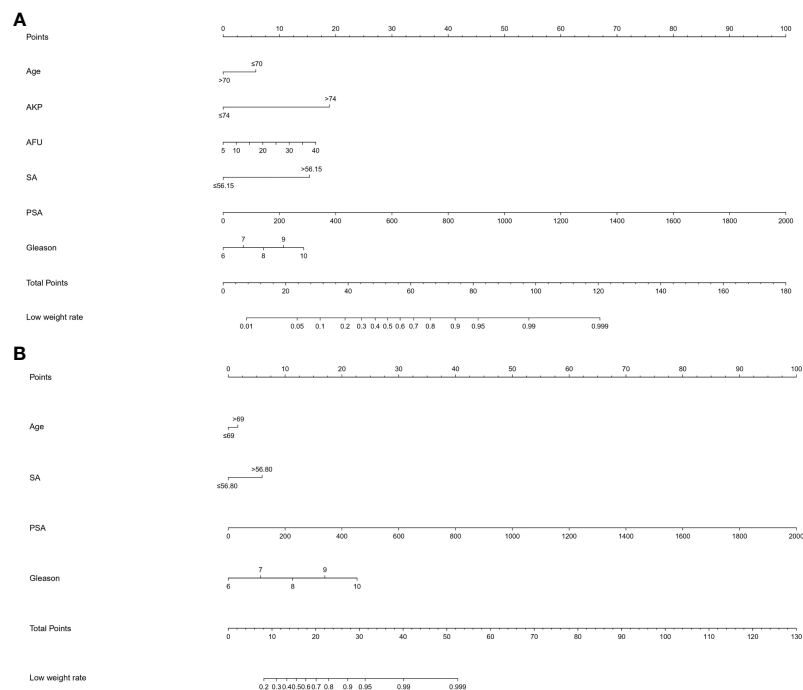 A
Points
0 10 20 30 40 50 60 70 80 90 100
Age
≤70
>70
AKP
>74
≤74
AFU
5 10 20 30 40
SA
>56.15
≤56.15
PSA
0 200 400 600 800 1000 1200 1400 1600 1800 2000
Gleason
7 9
6 8 10
Total Points
0 20 40 60 80 100 120 140 160 180
Low weight rate
0.01 0.05 0.1 0.2 0.3 0.4 0.5 0.6 0.7 0.8 0.9 0.95 0.99 0.999
B
Points
0 10 20 30 40 50 60 70 80 90 100
Age
>69
≤69
SA
>56.80
≤56.80
PSA
0 200 400 600 800 1000 1200 1400 1600 1800 2000
Gleason
7 9
6 8 10
Total Points
0 10 20 30 40 50 60 70 80 90 100 110 120 130
Low weight rate
0.2 0.3 0.4 0.5 0.6 0.7 0.8 0.9 0.95 0.99 0.999